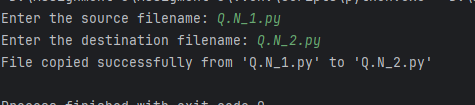 Enter the source filename: Q.N_1.py
Enter the destination filename: Q.N_2.py
File copied successfully from 'Q.N_1.py' to 'Q.N_2.py'
Process finished with exit code 0